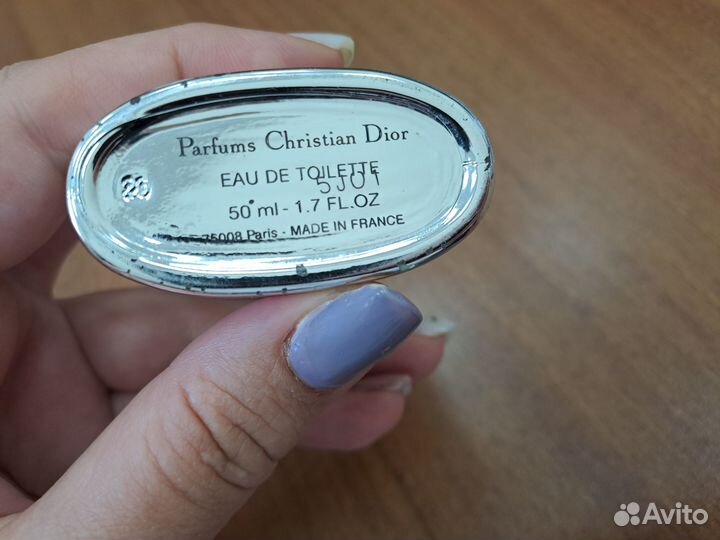 Parfums Christian Dior
EAU DE TOILETTE
5J01
50 ml - 1.7 FL.OZ
75008 Paris - MADE IN FRANCE
Avito